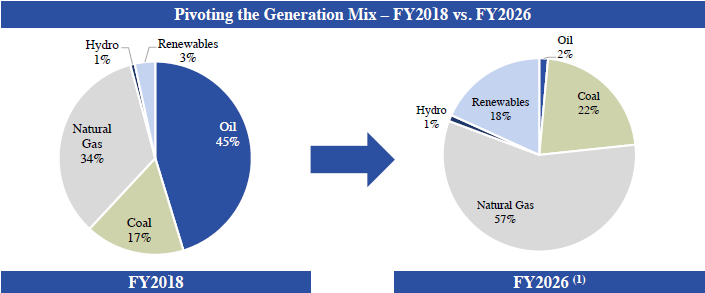 Pivoting the Generation Mix – FY2018 vs. FY2026
Hydro
1%
Renewables
3%
Natural
Gas
34%
Oil
45%
Coal
17%
FY2018
Oil
2%
Coal
22%
Renewables
18%
Hydro
1%
Natural Gas
57%
FY2026 (1)